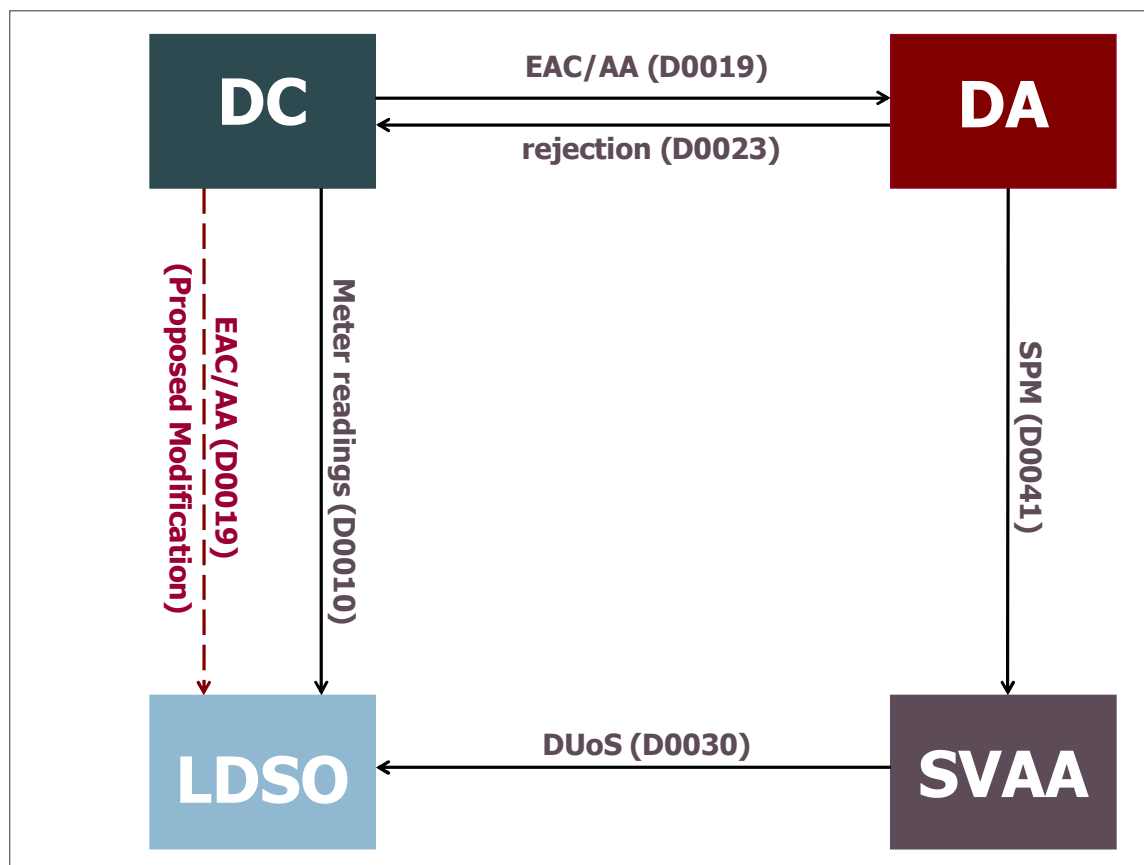 DC
EAC/AA (D0019)
DA
rejection (D0023)
EAC/AA (D0019)
(Proposed Modification)
Meter readings (D0010)
SPM (D0041)
LDSO
DUoS (D0030)
SVAA